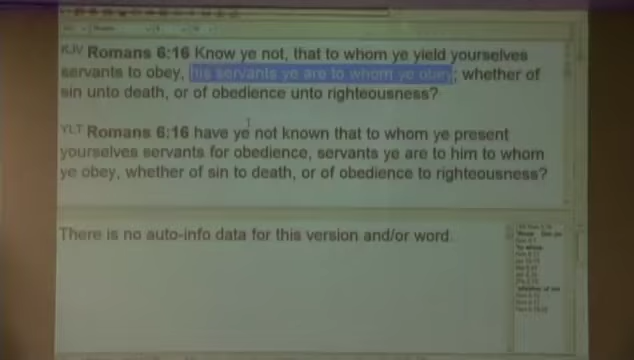 KJV Romans 6:16 Know ye not, that to whom ye yield yourselves
servants to obey, his servants ye are to whom ye obey; whether of
sin unto death, or of obedience unto righteousness?
YLT Romans 6:16 have ye not known that to whom ye present
yourselves servants for obedience, servants ye are to him to whom
ye obey, whether of sin to death, or of obedience to righteousness?
There is no auto-info data for this version and/or word.